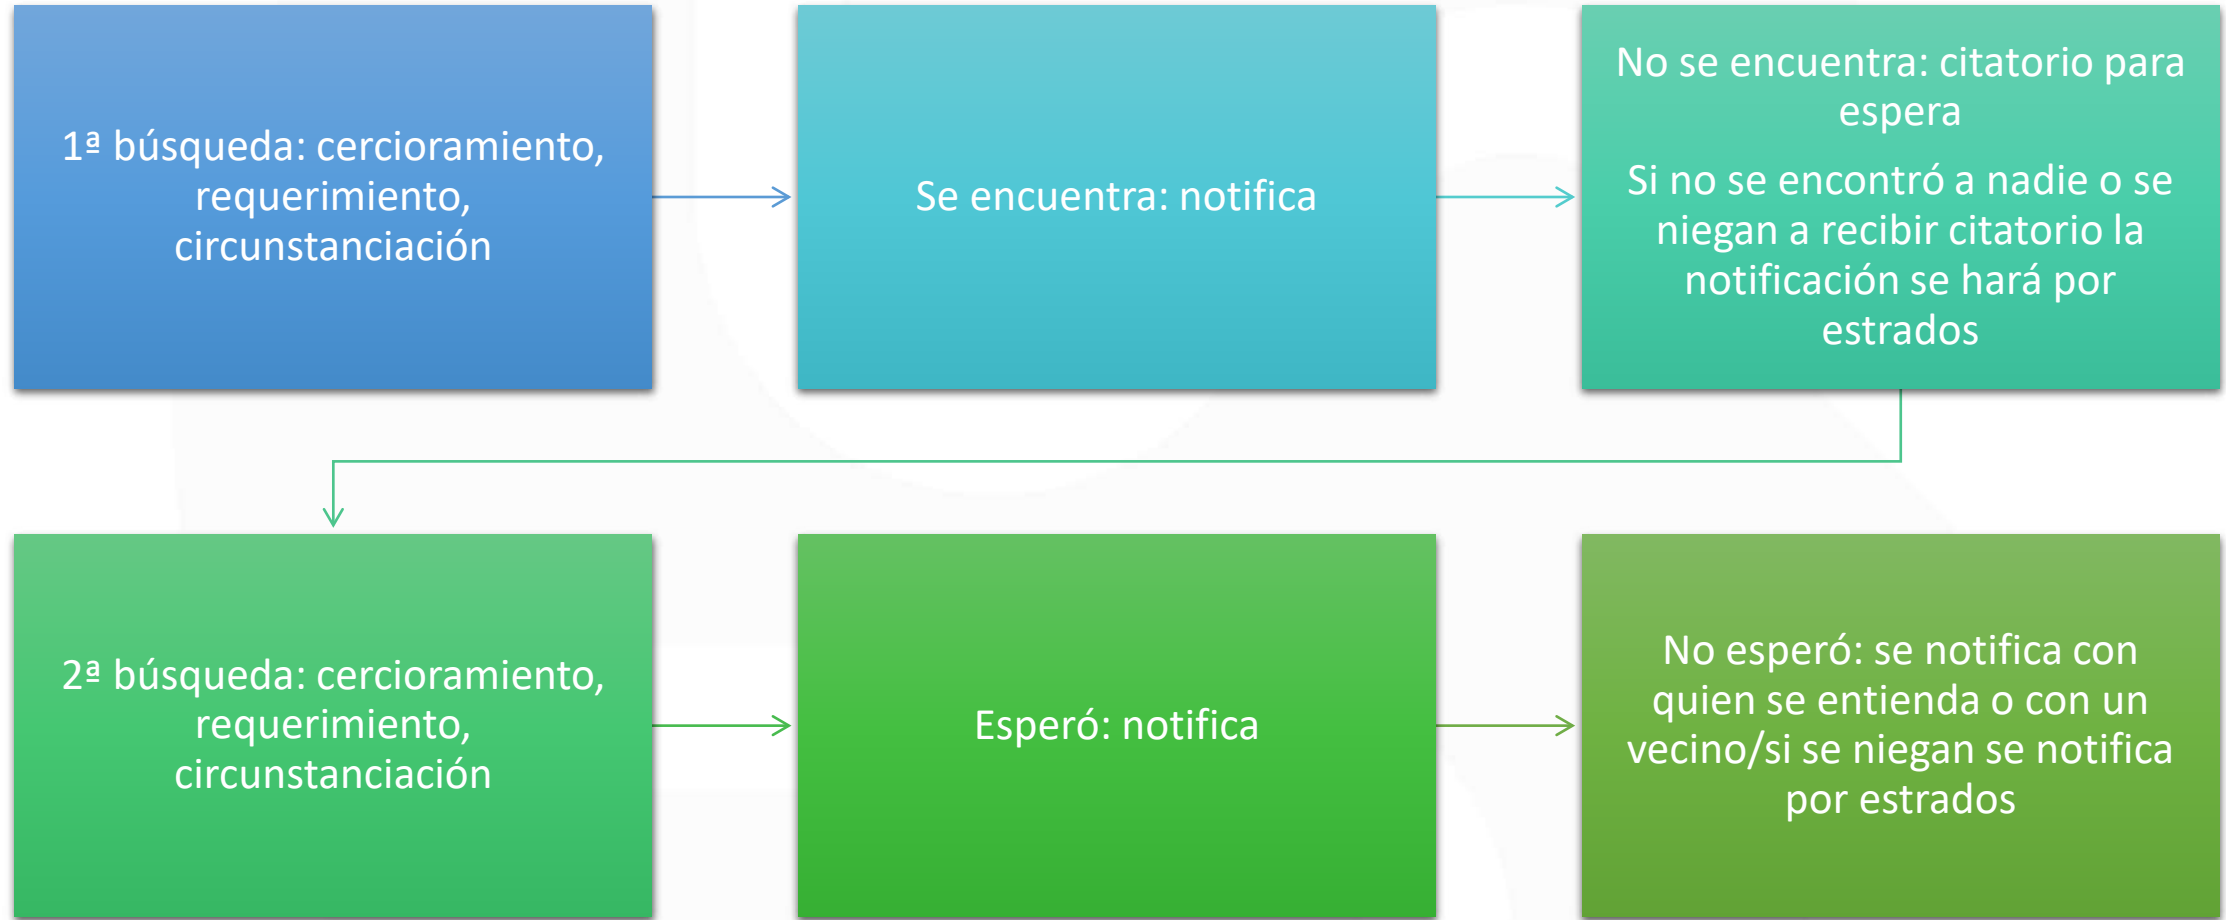 1ª búsqueda: cercioramiento,
requerimiento,
circunstanciación
Se encuentra: notifica
No se encuentra: citatorio para
espera
Si no se encontró a nadie o se
niegan a recibir citatorio la
notificación se hará por
estrados
2ª búsqueda: cercioramiento,
requerimiento,
circunstanciación
Esperó: notifica
No esperó: se notifica con
quien se entienda o con un
vecino/si se niegan se notifica
por estrados